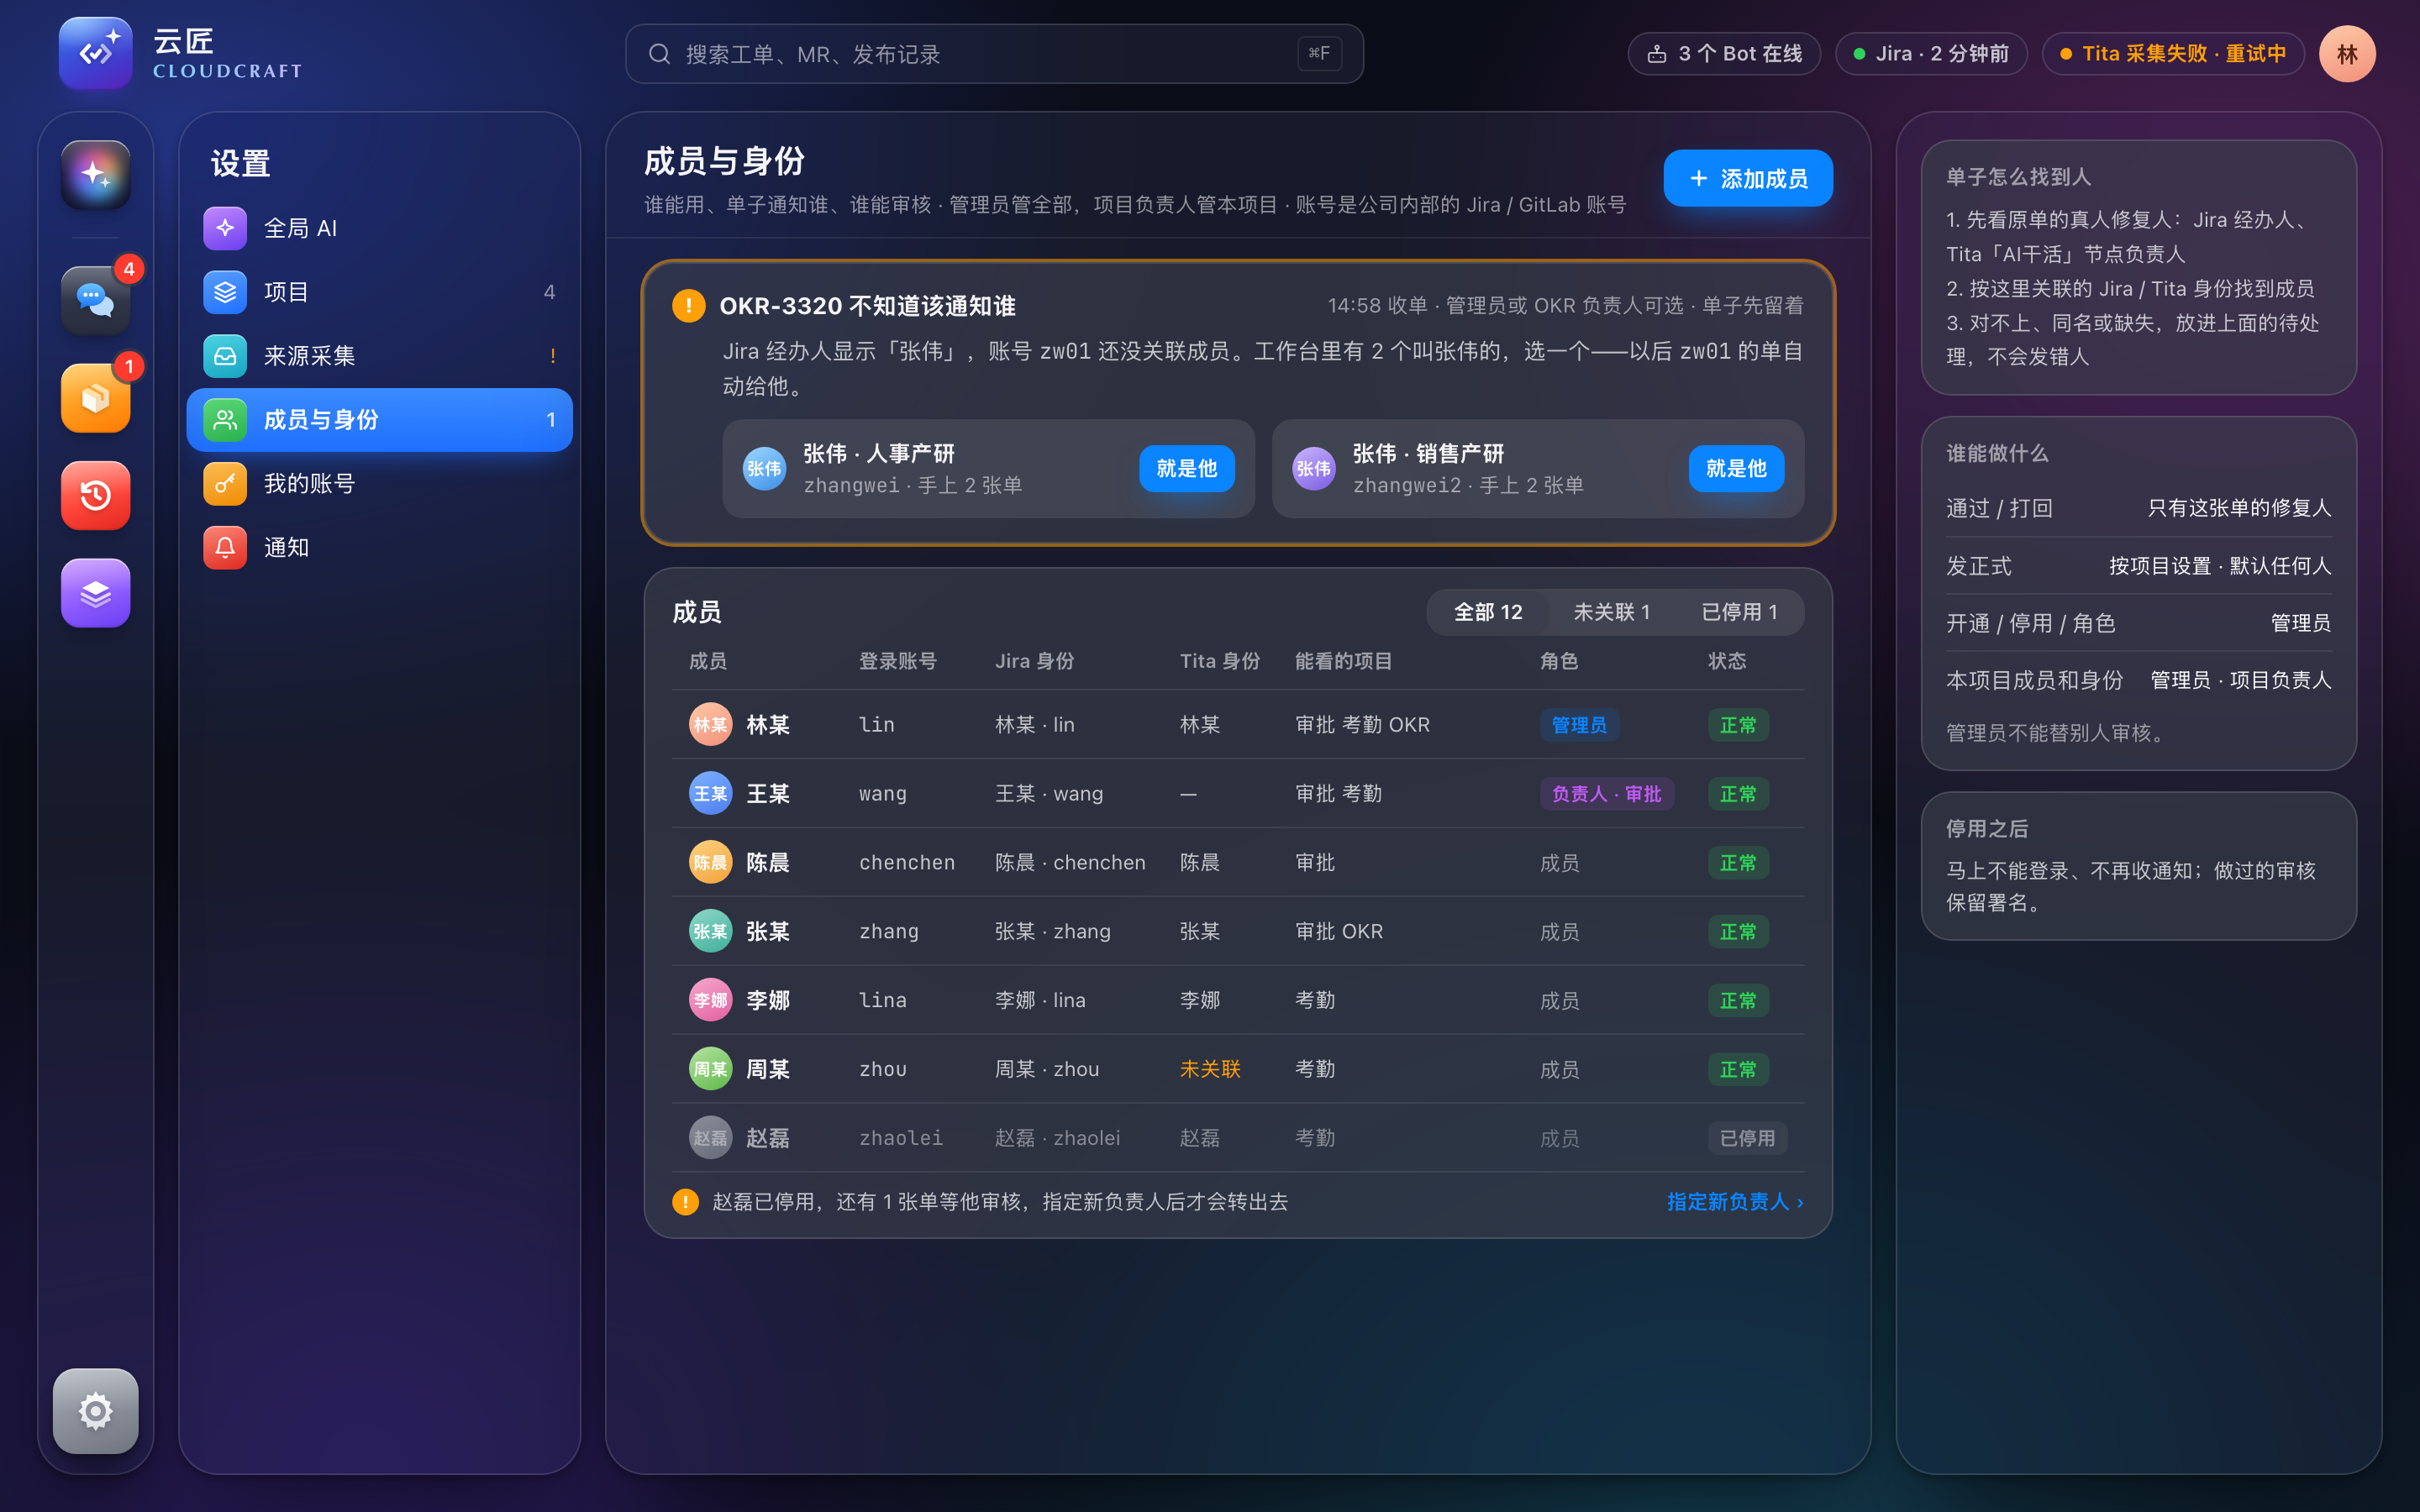 云匠
CLOUDCRAFT
搜索工单、MR、发布记录
⌘F
3 个 Bot 在线
Jira · 2 分钟前
Tita 采集失败 · 重试中
林
4
1
设置
全局 AI
项目 4
来源采集 !
成员与身份 1
我的账号
通知
成员与身份
谁能用、单子通知谁、谁能审核 · 管理员管全部，项目负责人管本项目 · 账号是公司内部的 Jira / GitLab 账号
+ 添加成员
! OKR-3320 不知道该通知谁
14:58 收单 · 管理员或 OKR 负责人可选 · 单子先留着
Jira 经办人显示「张伟」，账号 zw01 还没关联成员。工作台里有 2 个叫张伟的，选一个——以后 zw01 的单自
动给他。
张伟
张伟 · 人事产研
zhangwei · 手上 2 张单
就是他
张伟
张伟 · 销售产研
zhangwei2 · 手上 2 张单
就是他
成员
全部 12 未关联 1 已停用 1
成员 登录账号 Jira 身份 Tita 身份 能看的项目 角色 状态
林某 林某 lin 林某 · lin 林某 审批 考勤 OKR 管理员 正常
王某 王某 wang 王某 · wang — 审批 考勤 负责人 · 审批 正常
陈晨 陈晨 chenchen 陈晨 · chenchen 陈晨 审批 成员 正常
张某 张某 zhang 张某 · zhang 张某 审批 OKR 成员 正常
李娜 李娜 lina 李娜 · lina 李娜 考勤 成员 正常
周某 周某 zhou 周某 · zhou 未关联 考勤 成员 正常
赵磊 赵磊 zhaolei 赵磊 · zhaolei 赵磊 考勤 成员 已停用
! 赵磊已停用，还有 1 张单等他审核，指定新负责人后才会转出去
指定新负责人 ›
单子怎么找到人
1. 先看原单的真人修复人：Jira 经办人、
Tita「AI干活」节点负责人
2. 按这里关联的 Jira / Tita 身份找到成员
3. 对不上、同名或缺失，放进上面的待处
理，不会发错人
谁能做什么
通过 / 打回 只有这张单的修复人
发正式 按项目设置 · 默认任何人
开通 / 停用 / 角色 管理员
本项目成员和身份 管理员 · 项目负责人
管理员不能替别人审核。
停用之后
马上不能登录、不再收通知；做过的审核
保留署名。